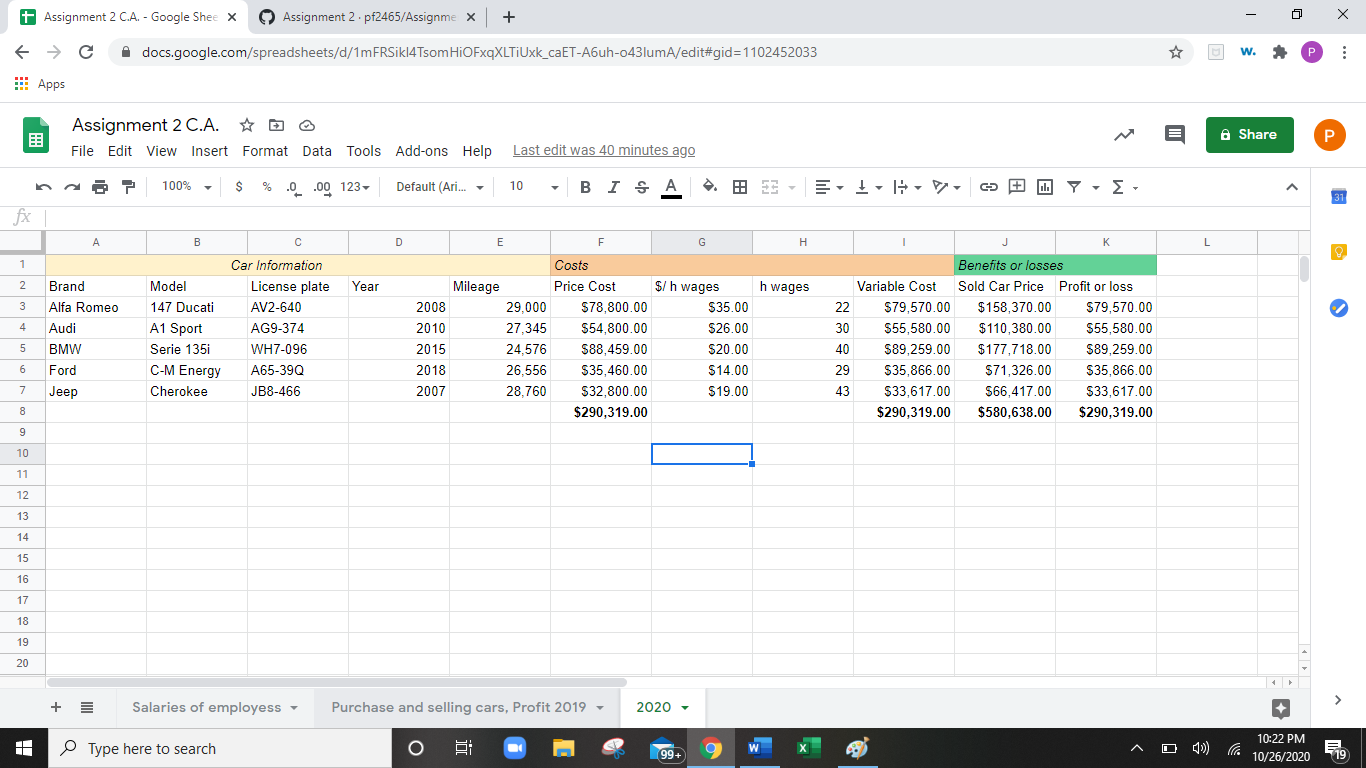 Assignment 2 C.A. - Google Shee
Assignment 2 · pf2465/Assignme
docs.google.com/spreadsheets/d/1mFRSikl4TsomHiOFxqXLTiUxk_caET-A6uh-o43lumA/edit#gid=1102452033
w.
P
Apps
Assignment 2 C.A.
Share
P
File Edit View Insert Format Data Tools Add-ons Help Last edit was 40 minutes ago
100% $ % .0 .00 123 Default (Ari... 10 B I S A Σ
31
fx
A B C D E F G H I J K L
1 Car Information Costs Benefits or losses
2 Brand Model License plate Year Mileage Price Cost $/ h wages h wages Variable Cost Sold Car Price Profit or loss
3 Alfa Romeo 147 Ducati AV2-640 2008 29,000 $78,800.00 $35.00 22 $79,570.00 $158,370.00 $79,570.00
4 Audi A1 Sport AG9-374 2010 27,345 $54,800.00 $26.00 30 $55,580.00 $110,380.00 $55,580.00
5 BMW Serie 135i WH7-096 2015 24,576 $88,459.00 $20.00 40 $89,259.00 $177,718.00 $89,259.00
6 Ford C-M Energy A65-39Q 2018 26,556 $35,460.00 $14.00 29 $35,866.00 $71,326.00 $35,866.00
7 Jeep Cherokee JB8-466 2007 28,760 $32,800.00 $19.00 43 $33,617.00 $66,417.00 $33,617.00
8 $290,319.00 $290,319.00 $580,638.00 $290,319.00
9
10
11
12
13
14
15
16
17
18
19
20
Salaries of employess Purchase and selling cars, Profit 2019 2020
Type here to search
99+
W
X
10:22 PM
10/26/2020
19